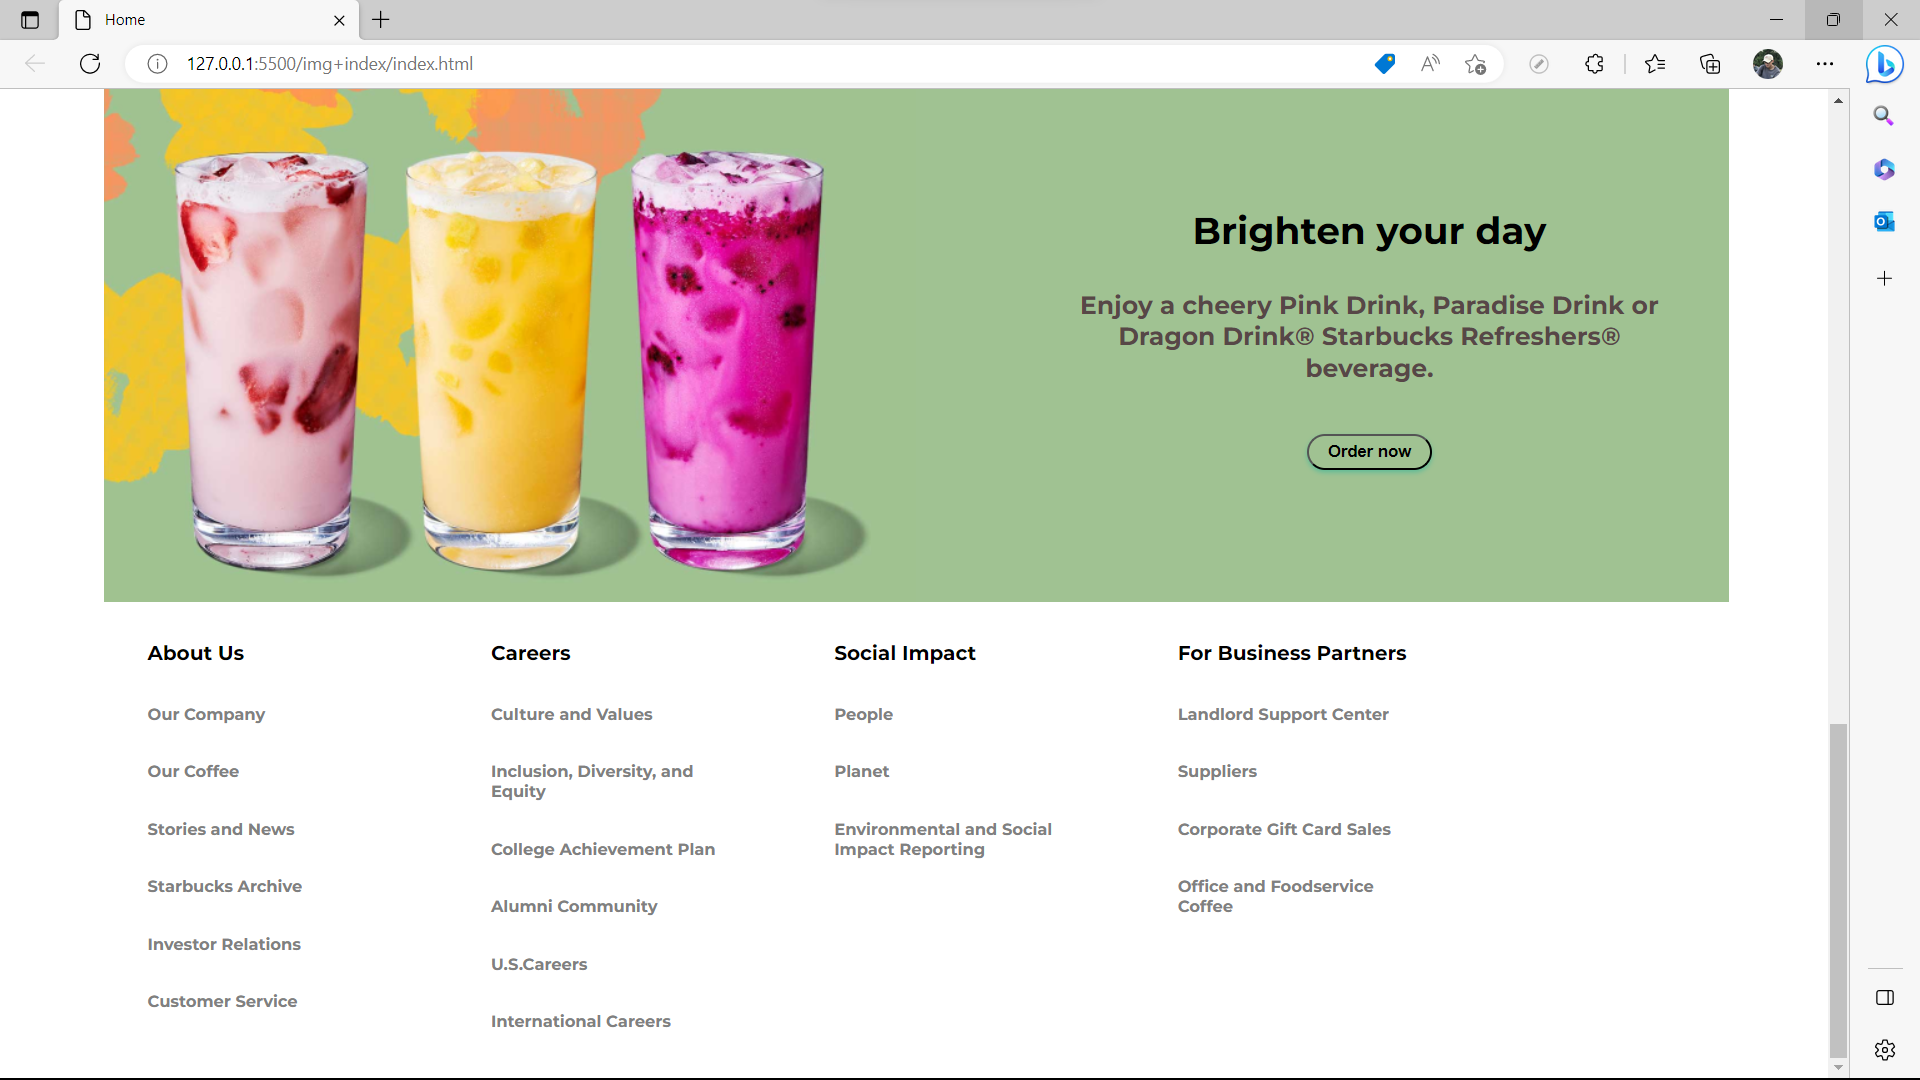 Home
127.0.0.1:5500/img+index/index.html
Brighten your day
Enjoy a cheery Pink Drink, Paradise Drink or
Dragon Drink® Starbucks Refreshers®
beverage.
Order now
About Us
Our Company
Our Coffee
Stories and News
Starbucks Archive
Investor Relations
Customer Service
Careers
Culture and Values
Inclusion, Diversity, and
Equity
College Achievement Plan
Alumni Community
U.S.Careers
International Careers
Social Impact
People
Planet
Environmental and Social
Impact Reporting
For Business Partners
Landlord Support Center
Suppliers
Corporate Gift Card Sales
Office and Foodservice
Coffee